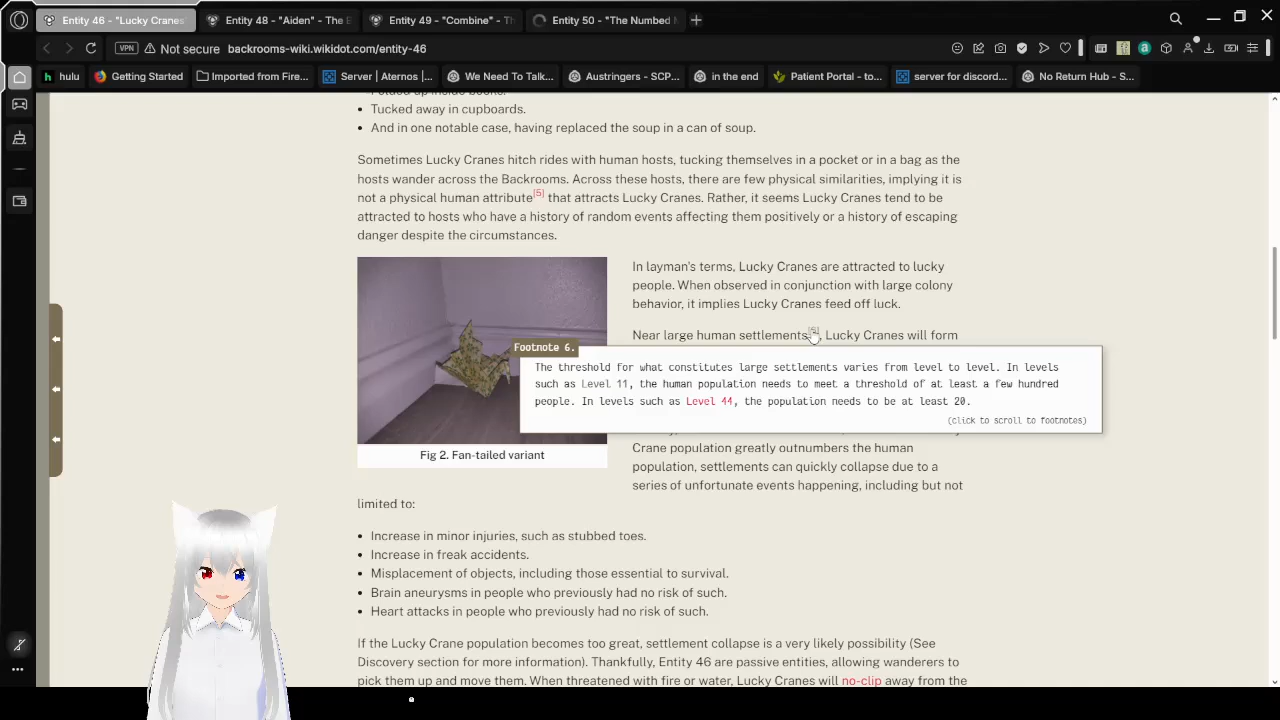 Entity 46 - "Lucky Cranes"
Entity 48 - "Aiden" - The B
Entity 49 - "Combine" - Th
Entity 50 - "The Numbed M
VPN
Not secure
backrooms-wiki.wikidot.com/entity-46
hulu
Getting Started
Imported from Fire...
Server | Aternos |...
We Need To Talk...
Austringers - SCP...
in the end
Patient Portal - to...
server for discord...
No Return Hub - S...
Folded up inside books.
Tucked away in cupboards.
And in one notable case, having replaced the soup in a can of soup.
Sometimes Lucky Cranes hitch rides with human hosts, tucking themselves in a pocket or in a bag as the
hosts wander across the Backrooms. Across these hosts, there are few physical similarities, implying it is
not a physical human attribute[5] that attracts Lucky Cranes. Rather, it seems Lucky Cranes tend to be
attracted to hosts who have a history of random events affecting them positively or a history of escaping
danger despite the circumstances.
In layman's terms, Lucky Cranes are attracted to lucky
people. When observed in conjunction with large colony
behavior, it implies Lucky Cranes feed off luck.
Near large human settlements[6], Lucky Cranes will form
Footnote 6.
The threshold for what constitutes large settlements varies from level to level. In levels
such as Level 11, the human population needs to meet a threshold of at least a few hundred
people. In levels such as Level 44, the population needs to be at least 20.
(click to scroll to footnotes)
Crane population greatly outnumbers the human
population, settlements can quickly collapse due to a
series of unfortunate events happening, including but not
Fig 2. Fan-tailed variant
limited to:
Increase in minor injuries, such as stubbed toes.
Increase in freak accidents.
Misplacement of objects, including those essential to survival.
Brain aneurysms in people who previously had no risk of such.
Heart attacks in people who previously had no risk of such.
If the Lucky Crane population becomes too great, settlement collapse is a very likely possibility (See
Discovery section for more information). Thankfully, Entity 46 are passive entities, allowing wanderers to
pick them up and move them. When threatened with fire or water, Lucky Cranes will no-clip away from the